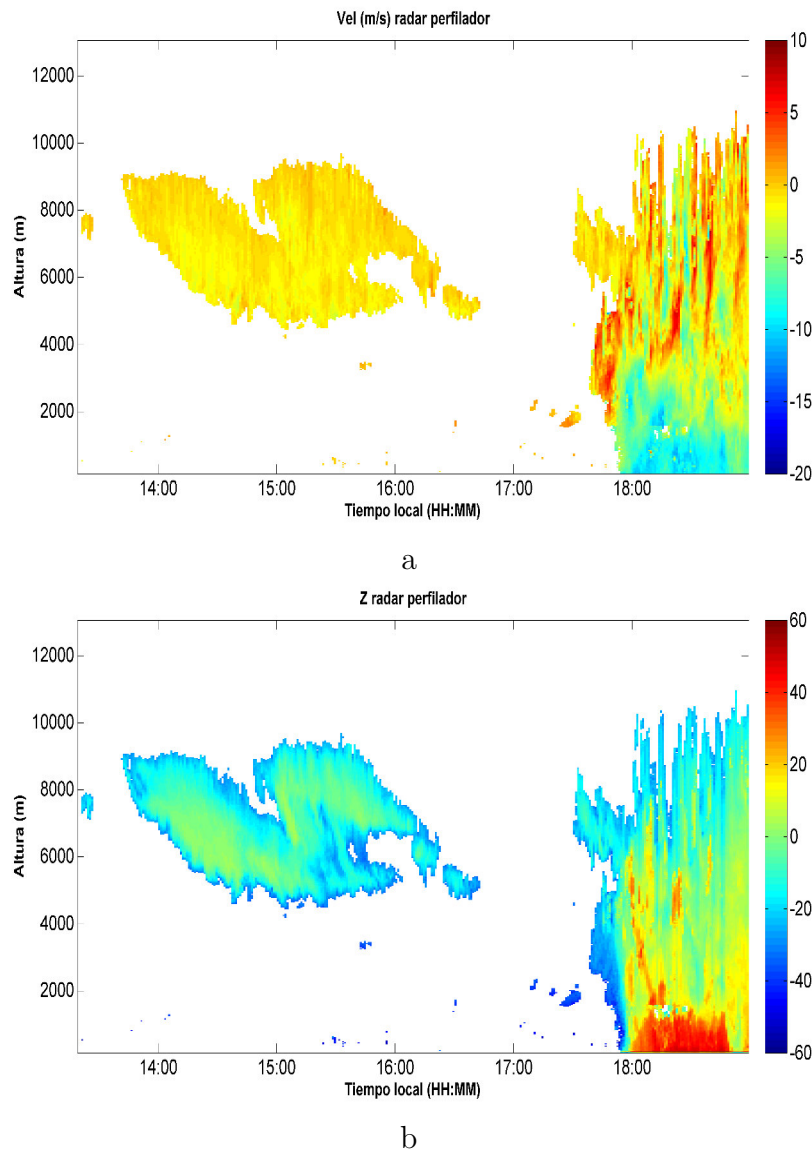 Vel (m/s) radar perfilador
12000
10000
8000
6000
4000
2000
Altura (m)
14:00 15:00 16:00 17:00 18:00
Tiempo local (HH:MM)
10
5
0
-5
-10
-15
-20
a
Z radar perfilador
12000
10000
8000
6000
4000
2000
Altura (m)
14:00 15:00 16:00 17:00 18:00
Tiempo local (HH:MM)
60
40
20
0
-20
-40
-60
b